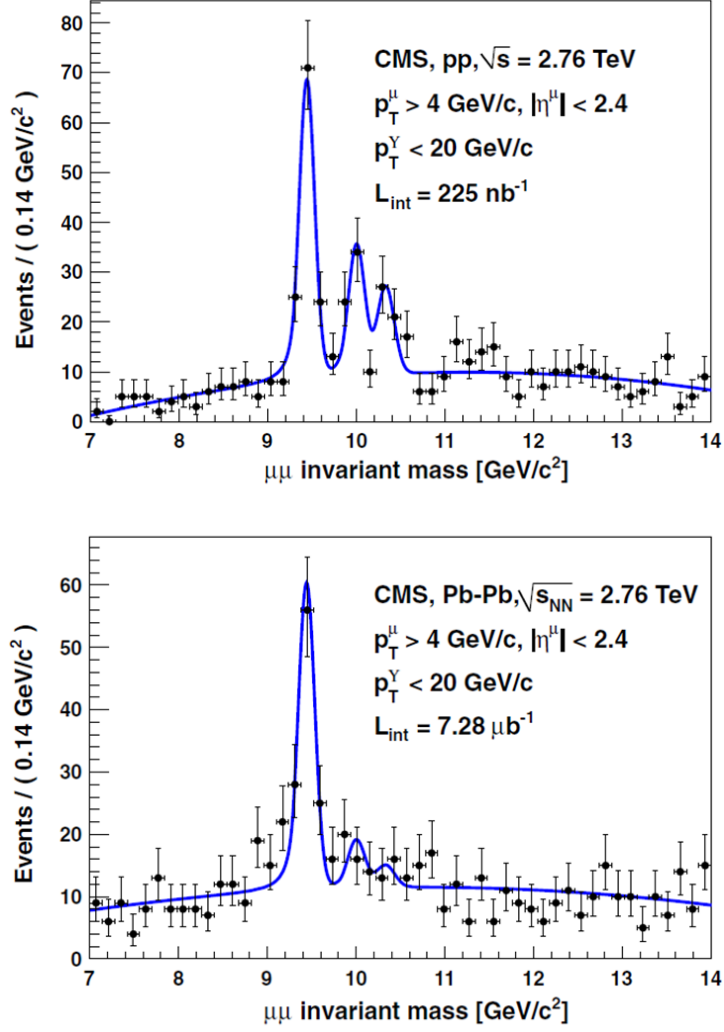 80
70
60
50
40
30
20
10
0
Events / ( 0.14 GeV/c²)
CMS, pp, √s = 2.76 TeV
p_T^μ > 4 GeV/c, |η^μ| < 2.4
p_T^Υ < 20 GeV/c
L_int = 225 nb⁻¹
7 8 9 10 11 12 13 14
μμ invariant mass [GeV/c²]
60
50
40
30
20
10
0
Events / ( 0.14 GeV/c²)
CMS, Pb-Pb, √s_NN = 2.76 TeV
p_T^μ > 4 GeV/c, |η^μ| < 2.4
p_T^Υ < 20 GeV/c
L_int = 7.28 μb⁻¹
7 8 9 10 11 12 13 14
μμ invariant mass [GeV/c²]